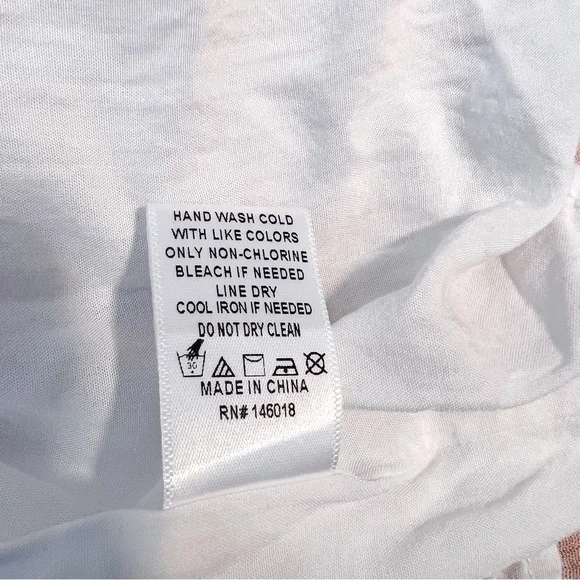 HAND WASH COLD
WITH LIKE COLORS
ONLY NON-CHLORINE
BLEACH IF NEEDED
LINE DRY
COOL IRON IF NEEDED
DO NOT DRY CLEAN
30
MADE IN CHINA
RN# 146018